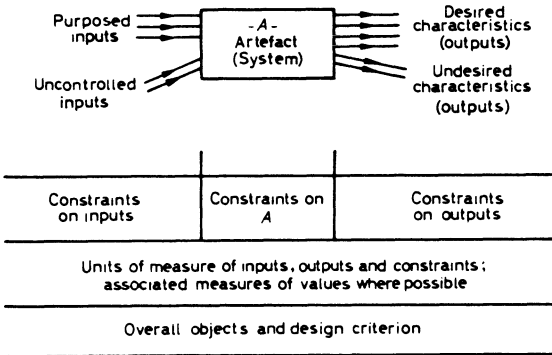 Purposed
inputs
Uncontrolled
inputs
-A-
Artefact
(System)
Desired
characteristics
(outputs)
Undesired
characteristics
(outputs)
Constraints
on inputs
Constraints on
A
Constraints
on outputs
Units of measure of inputs, outputs and constraints;
associated measures of values where possible
Overall objects and design criterion